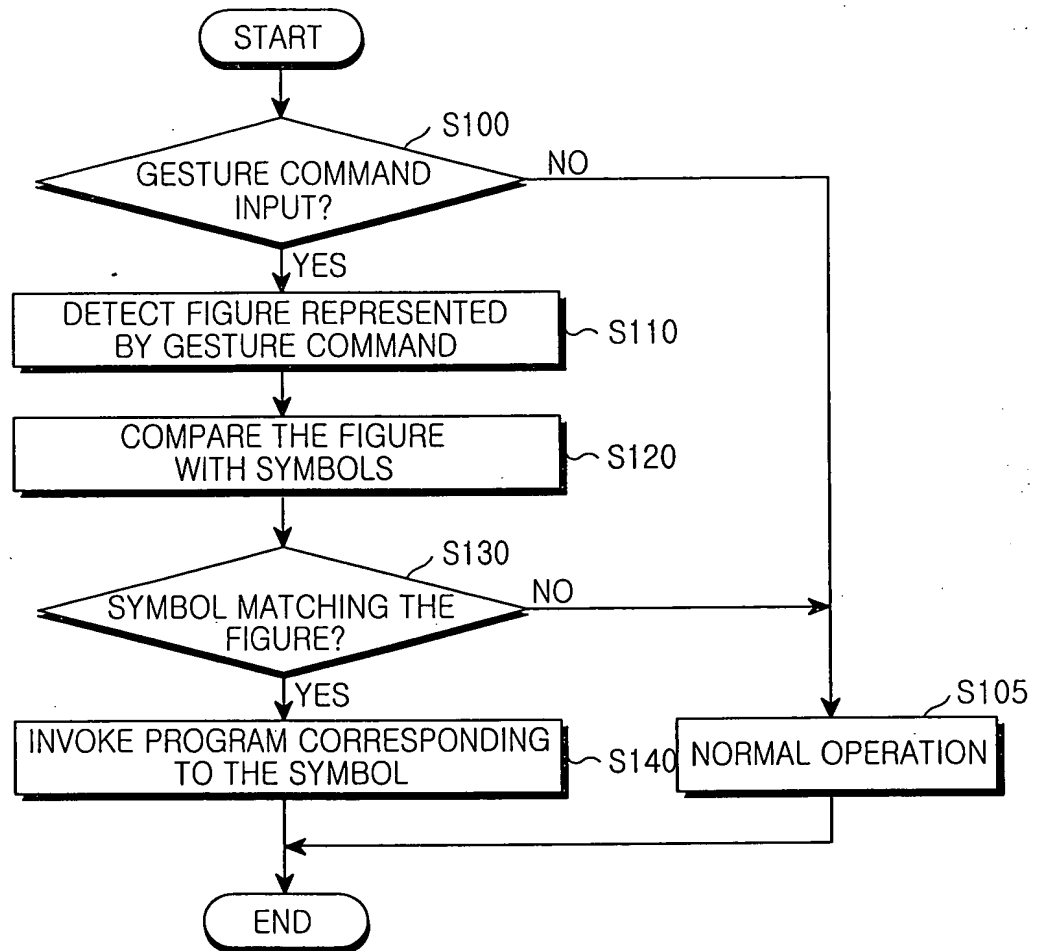 START
S100
GESTURE COMMAND
INPUT?
NO
YES
DETECT FIGURE REPRESENTED
BY GESTURE COMMAND
S110
COMPARE THE FIGURE
WITH SYMBOLS
S120
S130
SYMBOL MATCHING THE
FIGURE?
NO
YES
INVOKE PROGRAM CORRESPONDING
TO THE SYMBOL
S140
S105
NORMAL OPERATION
END